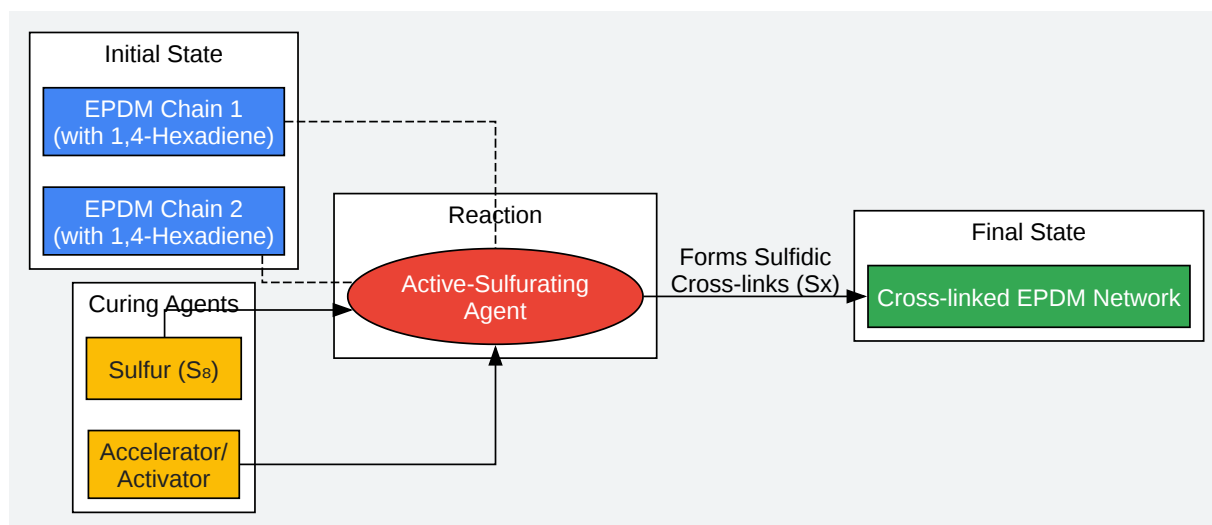 Initial State
EPDM Chain 1
(with 1,4-Hexadiene)
EPDM Chain 2
(with 1,4-Hexadiene)
Curing Agents
Sulfur (S₈)
Accelerator/
Activator
Reaction
Active-Sulfurating
Agent
Forms Sulfidic
Cross-links (Sx)
Final State
Cross-linked EPDM Network